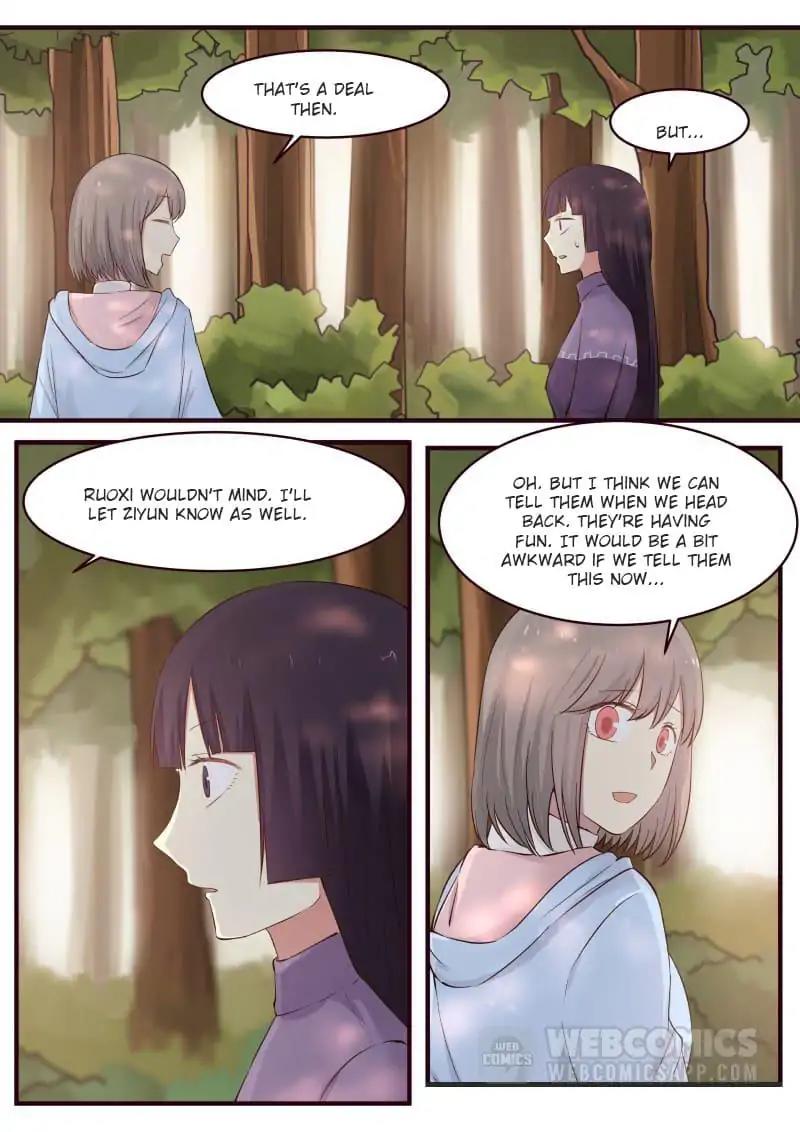 THAT'S A DEAL
THEN.
BUT...
RUOXI WOULDN'T MIND. I'LL
LET ZIYUN KNOW AS WELL.
OH. BUT I THINK WE CAN
TELL THEM WHEN WE HEAD
BACK. THEY'RE HAVING
FUN. IT WOULD BE A BIT
AWKWARD IF WE TELL THEM
THIS NOW...
WEB
COMICS
WEBCOMICS
WEBCOMICSAPP.COM